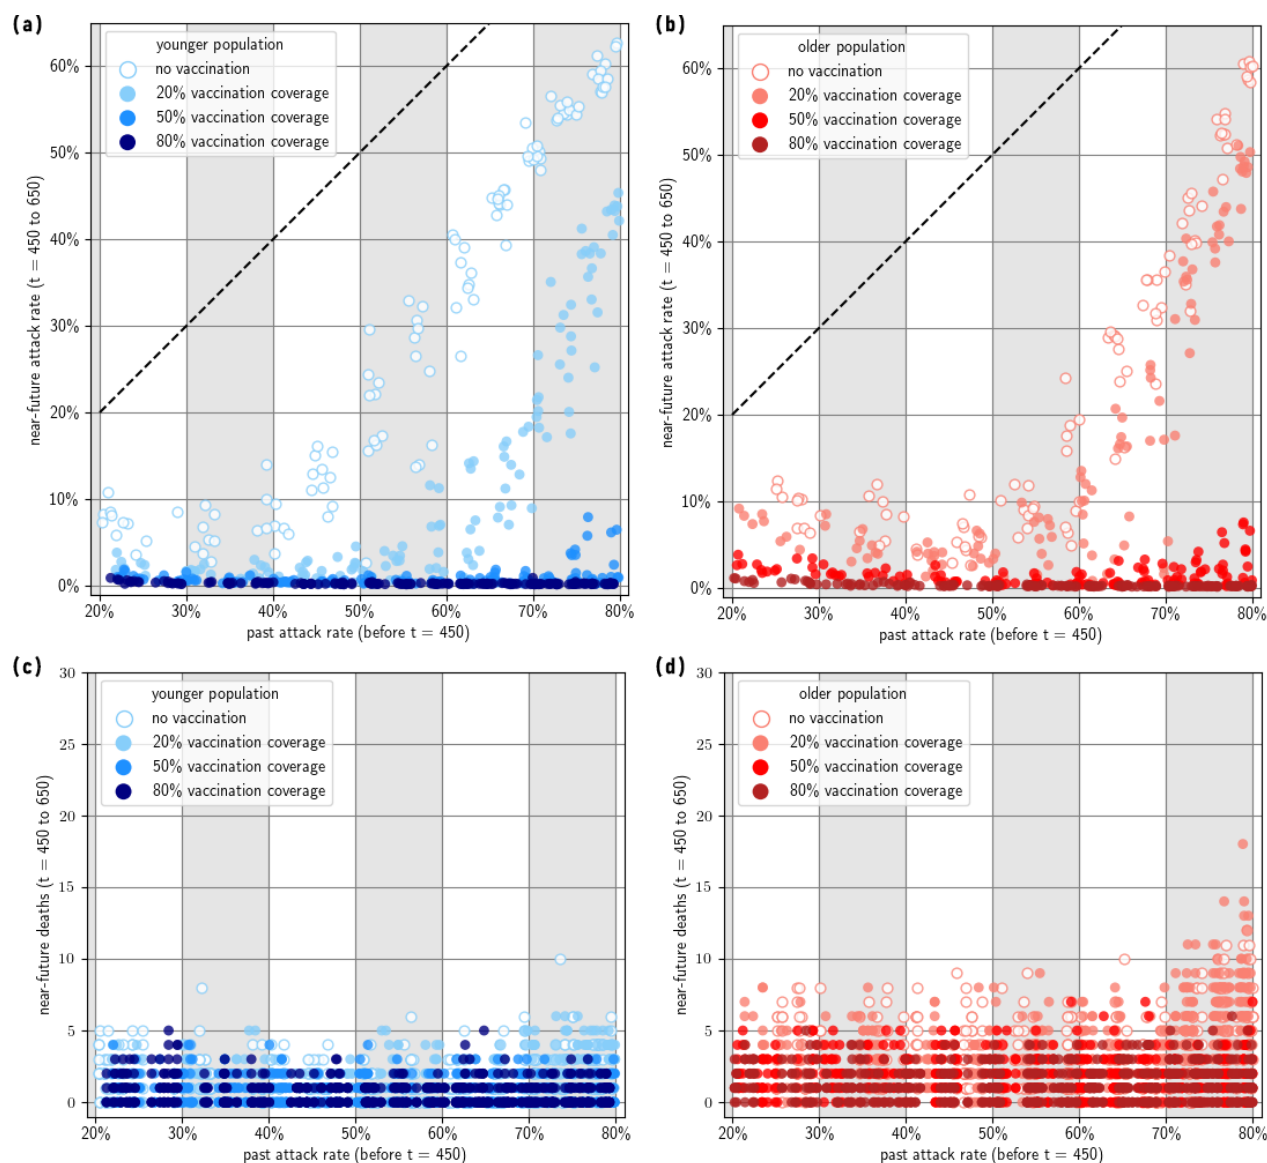 (a)
younger population
no vaccination
20% vaccination coverage
50% vaccination coverage
80% vaccination coverage
60%
50%
40%
30%
20%
10%
0%
near-future attack rate (t = 450 to 650)
20% 30% 40% 50% 60% 70% 80%
past attack rate (before t = 450)
(b)
older population
no vaccination
20% vaccination coverage
50% vaccination coverage
80% vaccination coverage
60%
50%
40%
30%
20%
10%
0%
near-future attack rate (t = 450 to 650)
20% 30% 40% 50% 60% 70% 80%
past attack rate (before t = 450)
(c)
younger population
no vaccination
20% vaccination coverage
50% vaccination coverage
80% vaccination coverage
30
25
20
15
10
5
0
near-future deaths (t = 450 to 650)
20% 30% 40% 50% 60% 70% 80%
past attack rate (before t = 450)
(d)
older population
no vaccination
20% vaccination coverage
50% vaccination coverage
80% vaccination coverage
30
25
20
15
10
5
0
near-future deaths (t = 450 to 650)
20% 30% 40% 50% 60% 70% 80%
past attack rate (before t = 450)